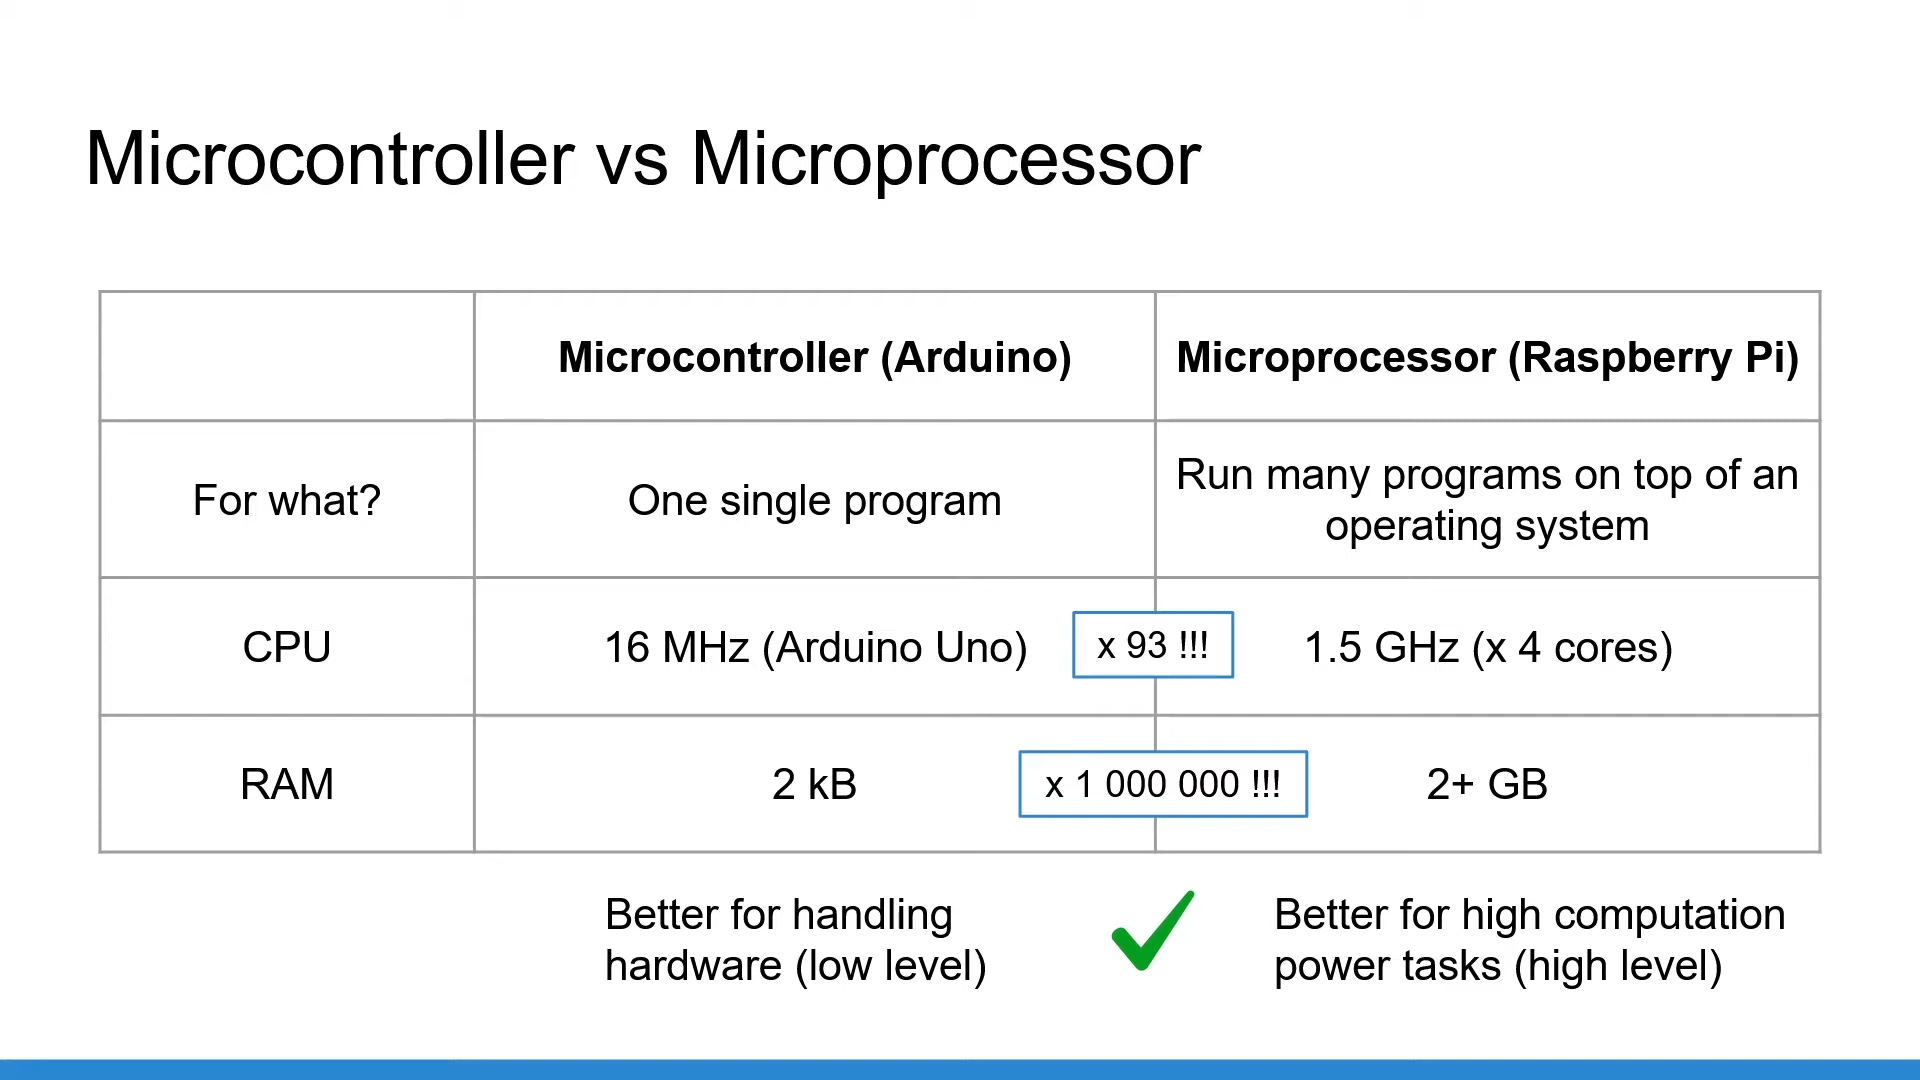 Microcontroller vs Microprocessor
Microcontroller (Arduino)
Microprocessor (Raspberry Pi)
For what?
One single program
Run many programs on top of an
operating system
CPU
16 MHz (Arduino Uno)
x 93 !!!
1.5 GHz (x 4 cores)
RAM
2 kB
x 1 000 000 !!!
2+ GB
Better for handling
hardware (low level)
Better for high computation
power tasks (high level)